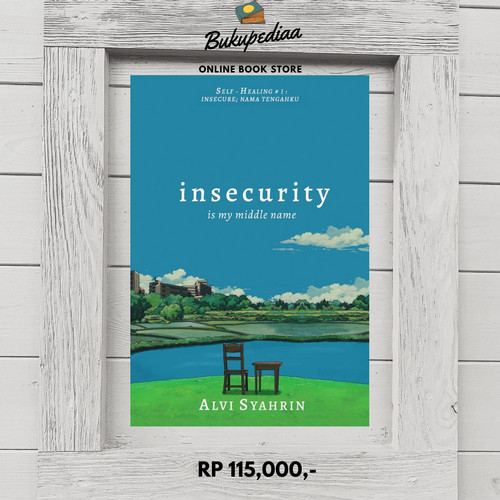 Bukupediaa
ONLINE BOOK STORE
SELF - HEALING # 1 :
INSECURE; NAMA TENGAHKU
insecurity
is my middle name
ALVI SYAHRIN
RP 115,000,-